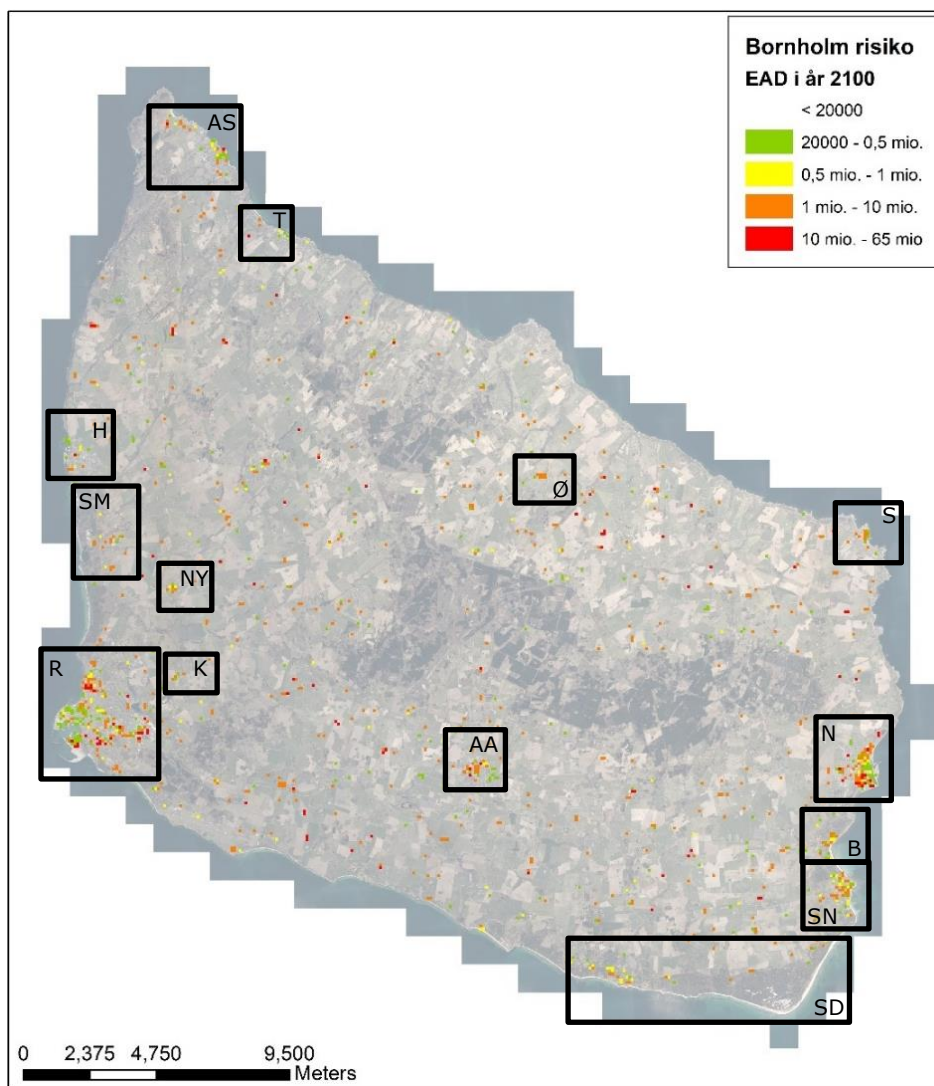 Bornholm risiko
EAD i år 2100
< 20000
20000 - 0,5 mio.
0,5 mio. - 1 mio.
1 mio. - 10 mio.
10 mio. - 65 mio
AS
T
H
SM
Ø
S
NY
R
K
AA
N
B
SN
SD
0 2,375 4,750 9,500
Meters